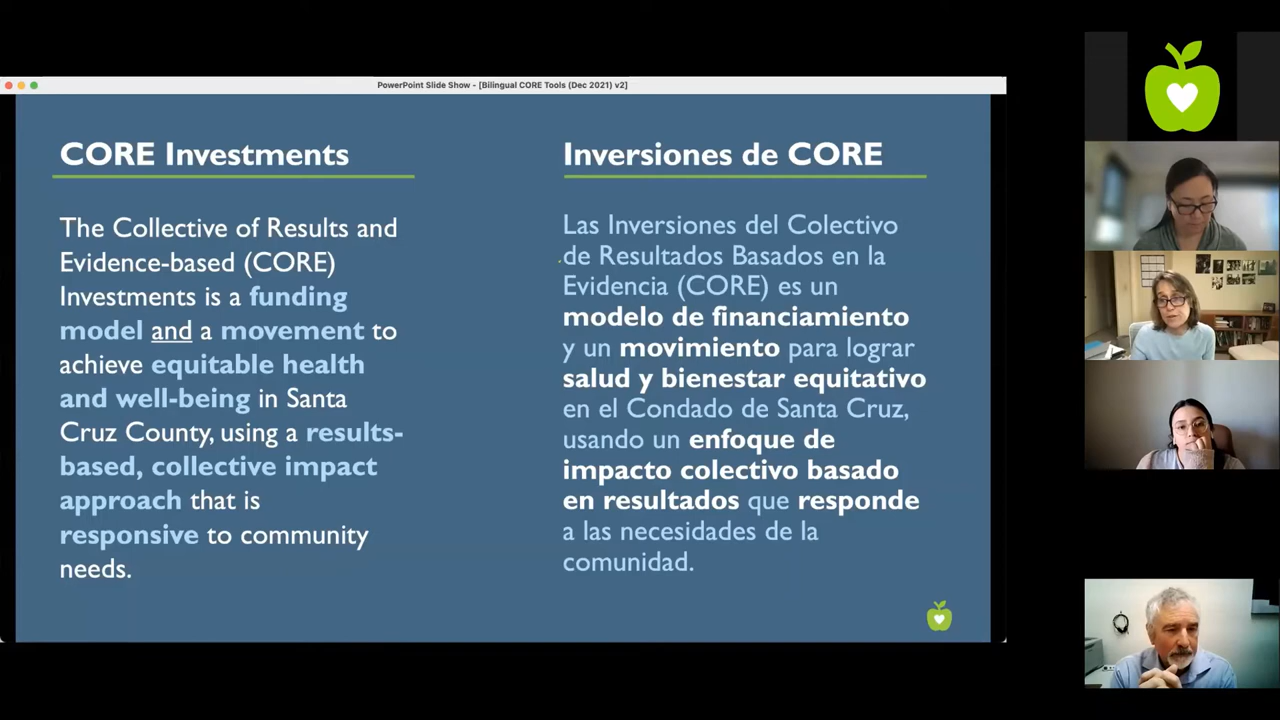 PowerPoint Slide Show - [Bilingual CORE Tools (Dec 2021) v2]
CORE Investments
The Collective of Results and
Evidence-based (CORE)
Investments is a funding
model and a movement to
achieve equitable health
and well-being in Santa
Cruz County, using a results-
based, collective impact
approach that is
responsive to community
needs.
Inversiones de CORE
Las Inversiones del Colectivo
de Resultados Basados en la
Evidencia (CORE) es un
modelo de financiamiento
y un movimiento para lograr
salud y bienestar equitativo
en el Condado de Santa Cruz,
usando un enfoque de
impacto colectivo basado
en resultados que responde
a las necesidades de la
comunidad.